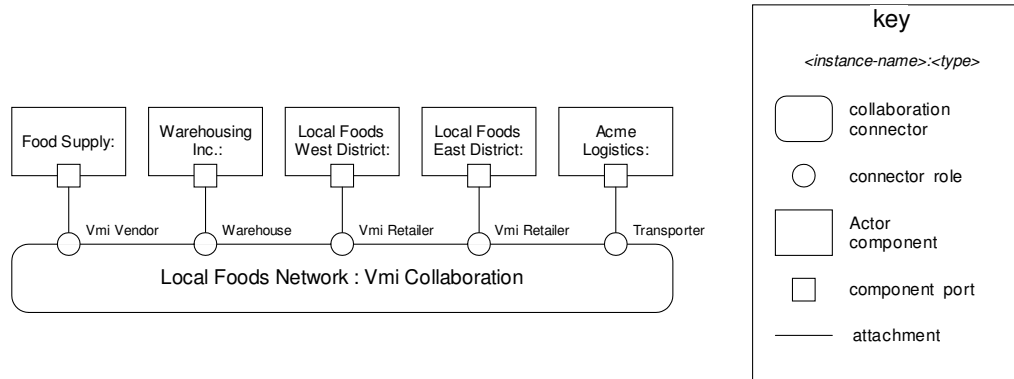 key
<instance-name>:<type>
collaboration
connector
connector role
Actor
component
component port
attachment
Food Supply:
Warehousing
Inc.:
Local Foods
West District:
Local Foods
East District:
Acme
Logistics:
Vmi Vendor
Warehouse
Vmi Retailer
Vmi Retailer
Transporter
Local Foods Network : Vmi Collaboration